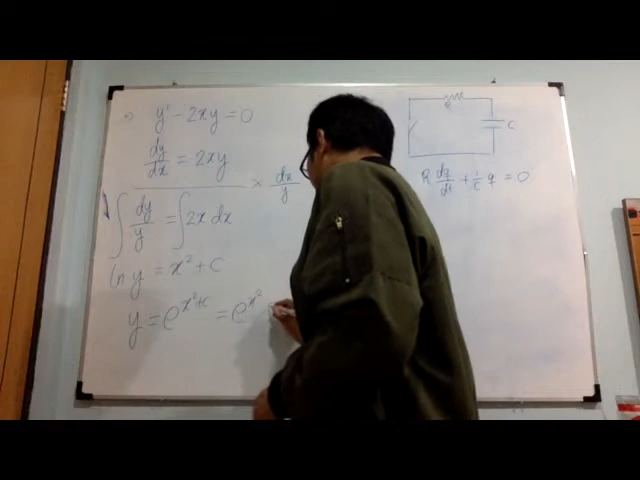 y' - 2xy = 0
dy/dx = 2xy
× dx/y
∫ dy/y = ∫ 2x dx
ln y = x² + C
y = e^(x²+c) = e^(x²)
R
C
R dq/dt + 1/C q = 0